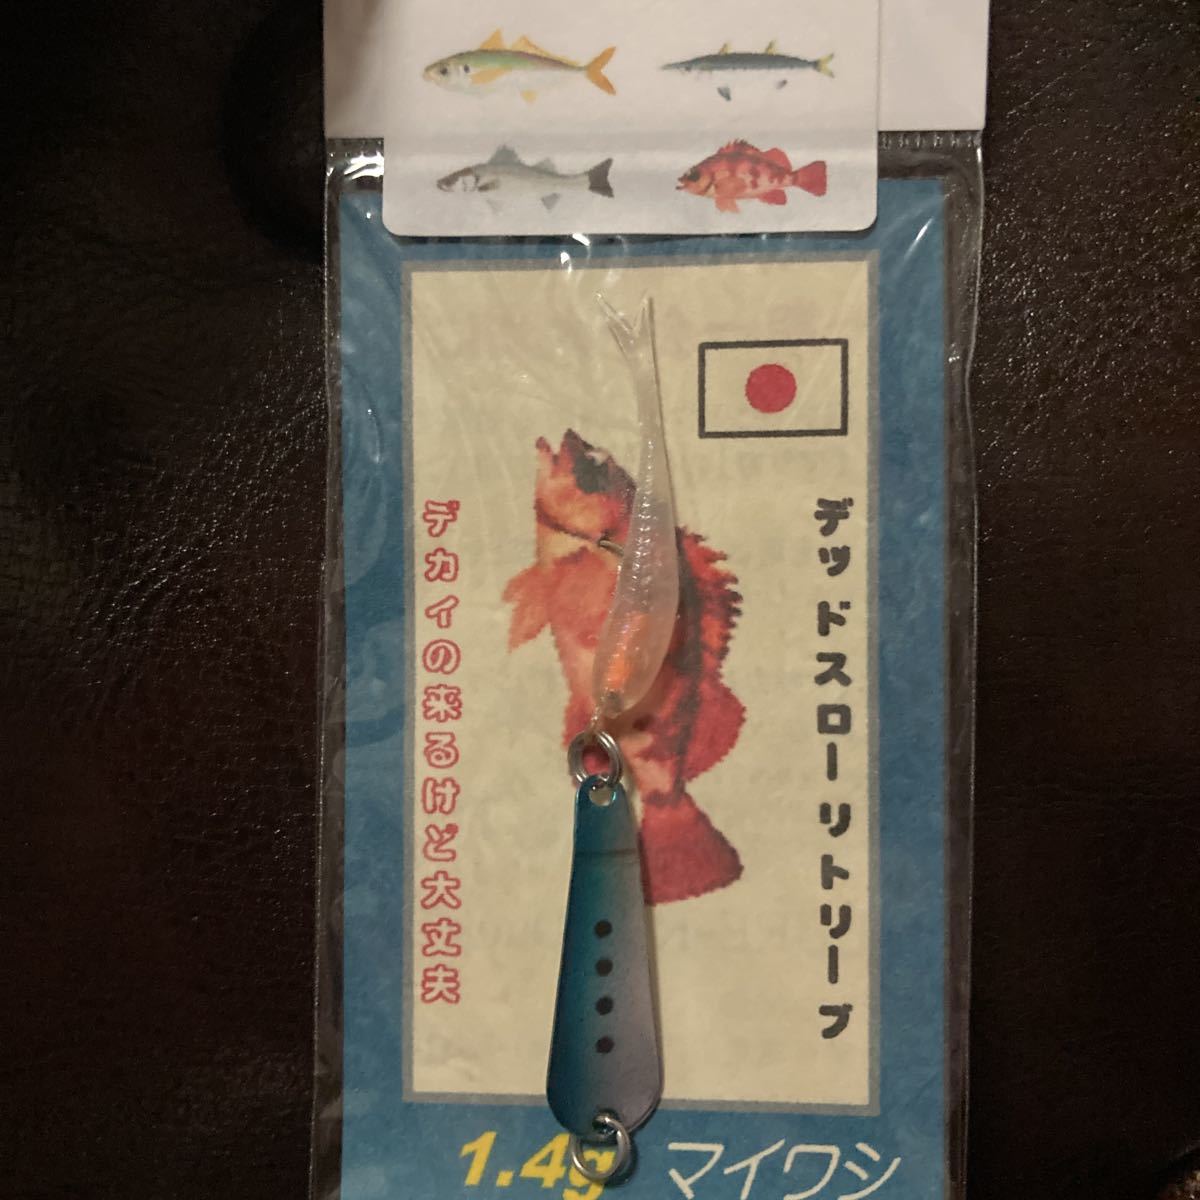 デッドスローリトリーブ
デカイの来るけど大丈夫
1.4g マイワシ